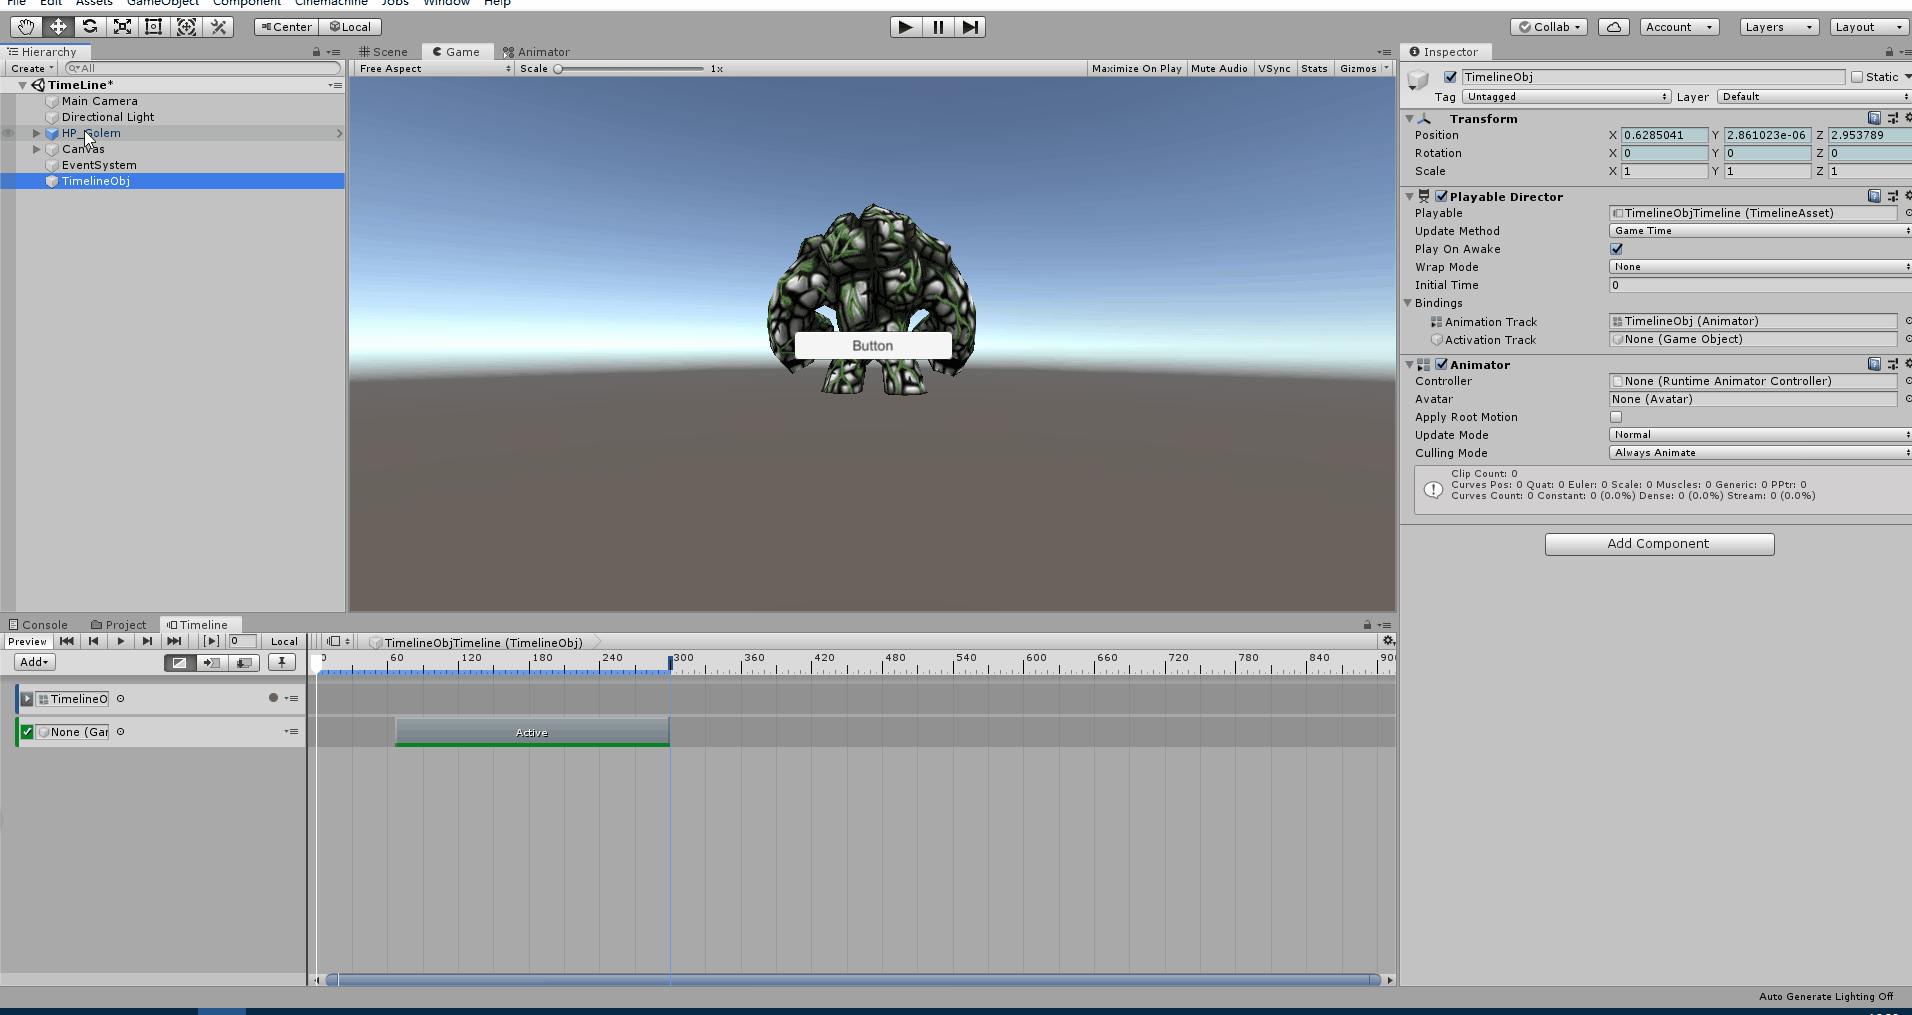 File Edit Assets GameObject Component Cinemachine Jobs Window Help
Center Local Collab Account Layers Layout
Hierarchy
Create All
TimeLine*
Main Camera
Directional Light
HP_Golem
Canvas
EventSystem
TimelineObj
Scene Game Animator
Free Aspect Scale 1x Maximize On Play Mute Audio VSync Stats Gizmos
Button
Inspector
TimelineObj Static
Tag Untagged Layer Default
Transform
Position X 0.6285041 Y 2.861023e-06 Z 2.953789
Rotation X 0 Y 0 Z 0
Scale X 1 Y 1 Z 1
Playable Director
Playable TimelineObjTimeline (TimelineAsset)
Update Method Game Time
Play On Awake
Wrap Mode None
Initial Time 0
Bindings
Animation Track TimelineObj (Animator)
Activation Track None (Game Object)
Animator
Controller None (Runtime Animator Controller)
Avatar None (Avatar)
Apply Root Motion
Update Mode Normal
Culling Mode Always Animate
Clip Count: 0
Curves Pos: 0 Quat: 0 Euler: 0 Scale: 0 Muscles: 0 Generic: 0 PPtr: 0
Curves Count: 0 Constant: 0 (0.0%) Dense: 0 (0.0%) Stream: 0 (0.0%)
Add Component
Console Project Timeline
Preview 0 Local TimelineObjTimeline (TimelineObj)
Add 0 60 120 180 240 300 360 420 480 540 600 660 720 780 840 900
TimelineO
None (Gar Active
Auto Generate Lighting Off